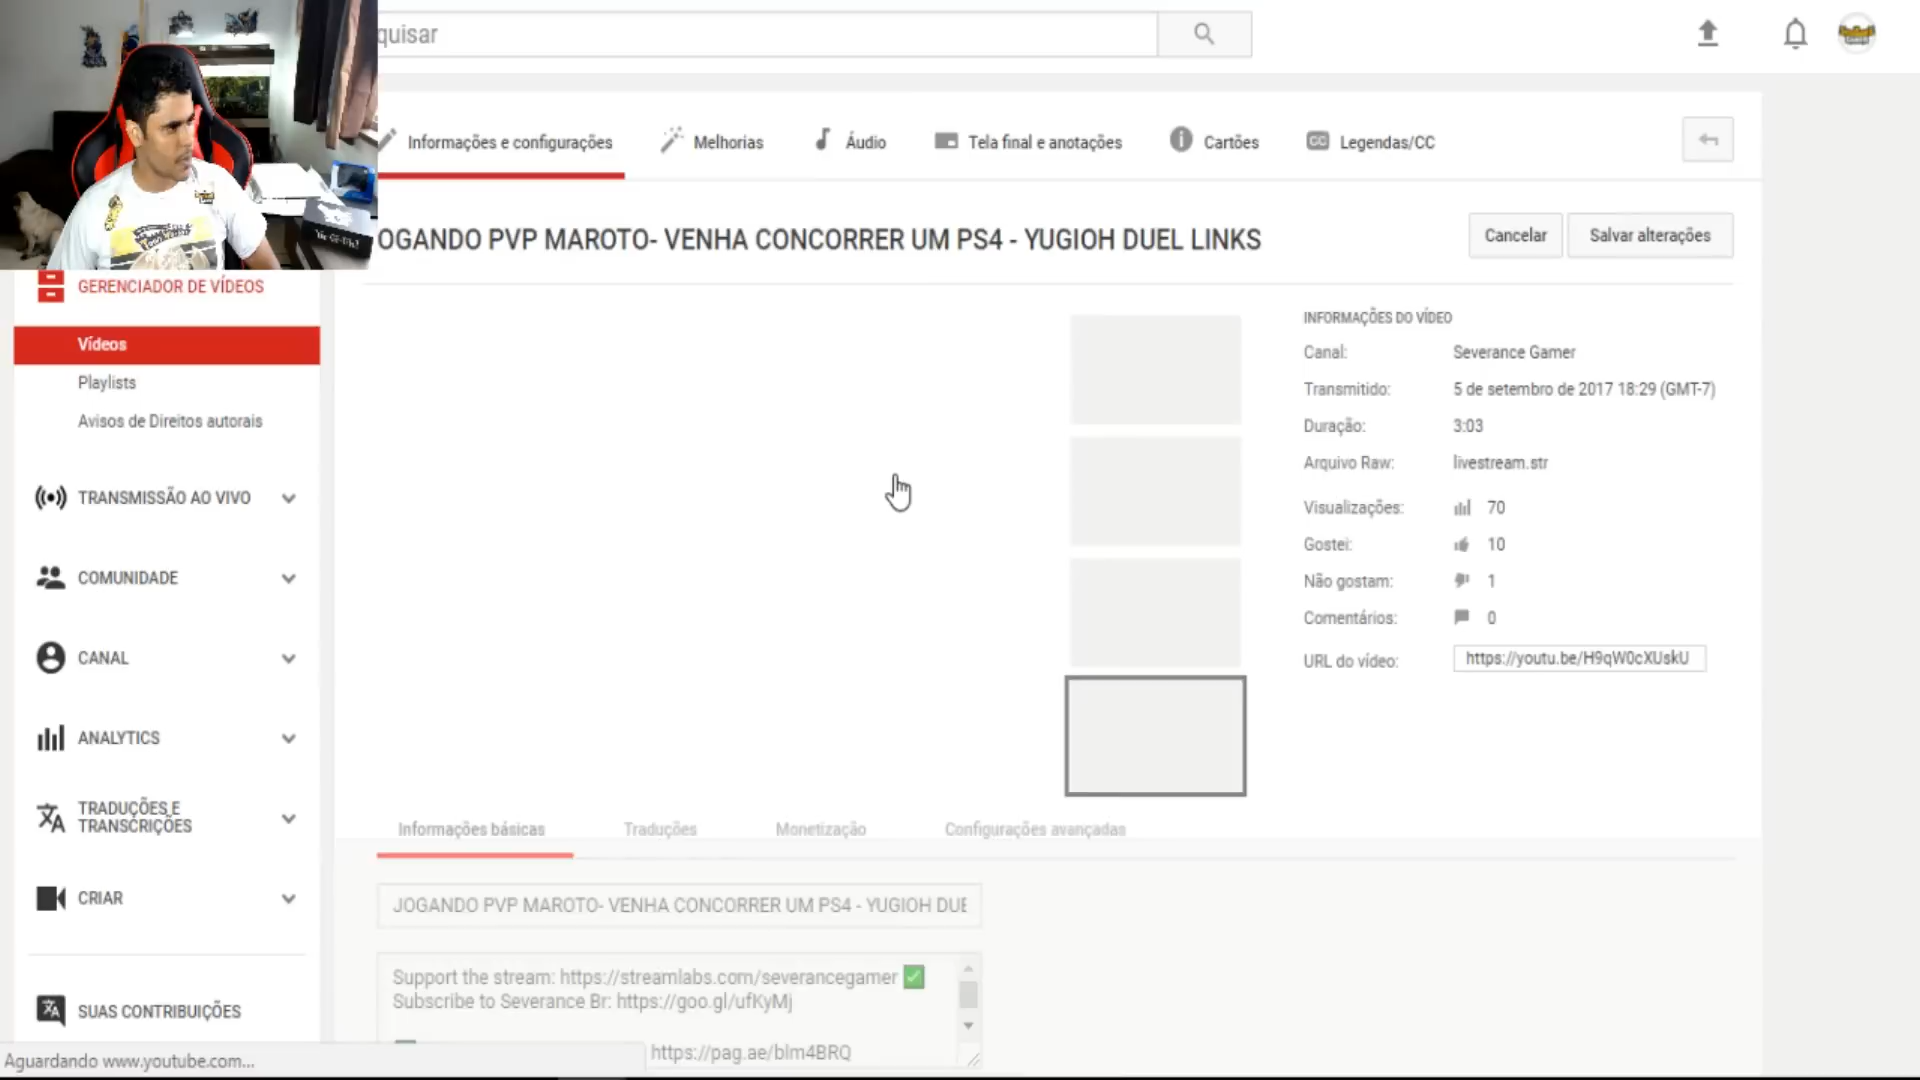 quisar
Informações e configurações
Melhorias
Áudio
Tela final e anotações
Cartões
CC
Legendas/CC
OGANDO PVP MAROTO- VENHA CONCORRER UM PS4 - YUGIOH DUEL LINKS
Cancelar
Salvar alterações
GERENCIADOR DE VÍDEOS
Vídeos
Playlists
Avisos de Direitos autorais
TRANSMISSÃO AO VIVO
COMUNIDADE
CANAL
ANALYTICS
TRADUÇÕES E
TRANSCRIÇÕES
CRIAR
SUAS CONTRIBUIÇÕES
INFORMAÇÕES DO VÍDEO
Canal: Severance Gamer
Transmitido: 5 de setembro de 2017 18:29 (GMT-7)
Duração: 3:03
Arquivo Raw: livestream.str
Visualizações: 70
Gostei: 10
Não gostam: 1
Comentários: 0
URL do vídeo: https://youtu.be/H9qW0cXUskU
Informações básicas
Traduções
Monetização
Configurações avançadas
JOGANDO PVP MAROTO- VENHA CONCORRER UM PS4 - YUGIOH DUE
Support the stream: https://streamlabs.com/severancegamer
Subscribe to Severance Br: https://goo.gl/ufKyMj
https://pag.ae/blm4BRQ
Aguardando www.youtube.com...